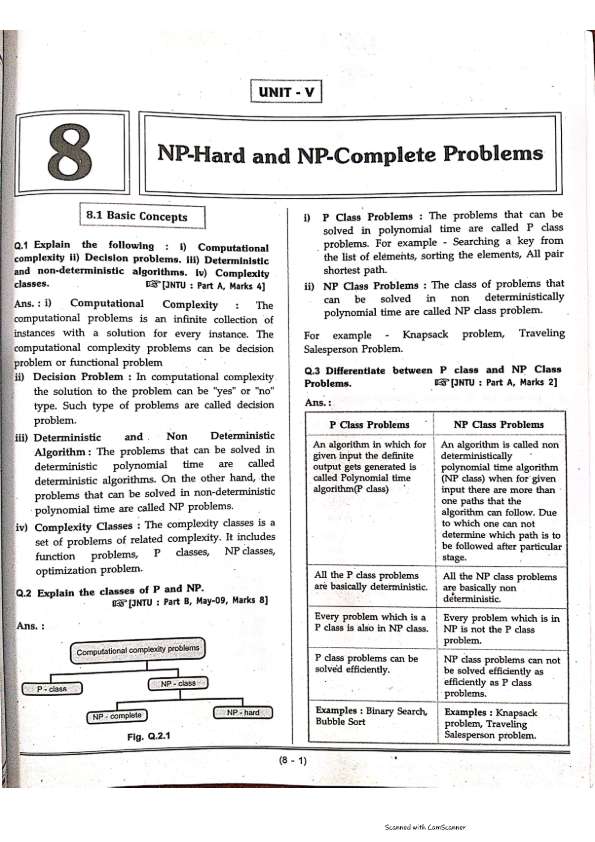 UNIT - V
8
NP-Hard and NP-Complete Problems
8.1 Basic Concepts
Q.1 Explain the following : i) Computational
complexity ii) Decision problems. iii) Deterministic
and non-deterministic algorithms. iv) Complexity
classes. ☞[JNTU : Part A, Marks 4]
Ans. : i) Computational Complexity : The
computational problems is an infinite collection of
instances with a solution for every instance. The
computational complexity problems can be decision
problem or functional problem
ii) Decision Problem : In computational complexity
the solution to the problem can be "yes" or "no"
type. Such type of problems are called decision
problem.
iii) Deterministic and Non Deterministic
Algorithm : The problems that can be solved in
deterministic polynomial time are called
deterministic algorithms. On the other hand, the
problems that can be solved in non-deterministic
polynomial time are called NP problems.
iv) Complexity Classes : The complexity classes is a
set of problems of related complexity. It includes
function problems, P classes, NP classes,
optimization problem.
Q.2 Explain the classes of P and NP.
☞[JNTU : Part B, May-09, Marks 8]
Ans. :
Computational complexity problems
P - class
NP - class
NP - complete
NP - hard
Fig. Q.2.1
i) P Class Problems : The problems that can be
solved in polynomial time are called P class
problems. For example - Searching a key from
the list of elements, sorting the elements, All pair
shortest path.
ii) NP Class Problems : The class of problems that
can be solved in non deterministically
polynomial time are called NP class problem.
For example - Knapsack problem, Traveling
Salesperson Problem.
Q.3 Differentiate between P class and NP Class
Problems. ☞[JNTU : Part A, Marks 2]
Ans. :
P Class Problems
An algorithm in which for
given input the definite
output gets generated is
called Polynomial time
algorithm(P class)
NP Class Problems
An algorithm is called non
deterministically
polynomial time algorithm
(NP class) when for given
input there are more than
one paths that the
algorithm can follow. Due
to which one can not
determine which path is to
be followed after particular
stage.
All the P class problems
are basically deterministic.
All the NP class problems
are basically non
deterministic.
Every problem which is a
P class is also in NP class.
Every problem which is in
NP is not the P class
problem.
P class problems can be
solved efficiently.
NP class problems can not
be solved efficiently as
efficiently as P class
problems.
Examples : Binary Search,
Bubble Sort
Examples : Knapsack
problem, Traveling
Salesperson problem.
(8 - 1)
Scanned with CamScanner